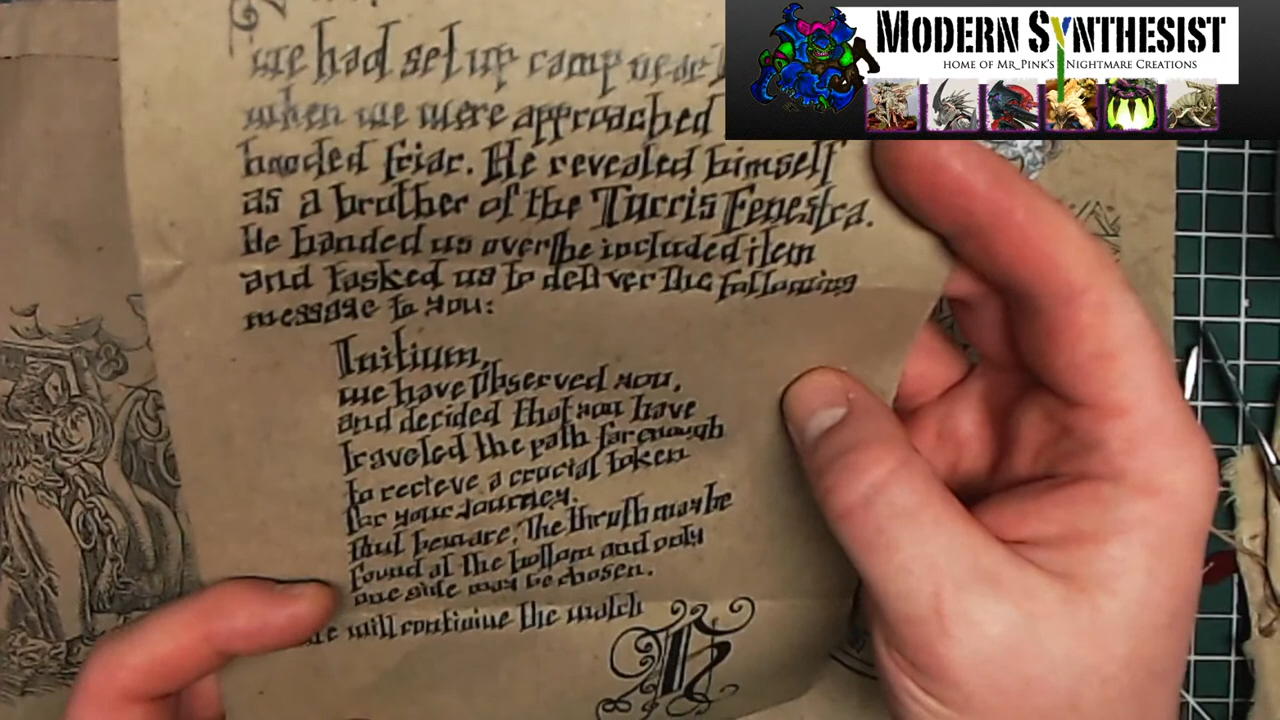 MODERN SYNTHESIST
HOME OF MR_PINK'S NIGHTMARE CREATIONS
we had set up camp near
when we were approached
hooded friar. He revealed himself
as a brother of the Turris Fenestra.
He handed us over the included item
and tasked us to deliver the following
message to you:
Initium,
we have observed you,
and decided that you have
traveled the path far enough
to recieve a crucial token
for your journey.
But beware, The thruth may be
found at the bottom and only
one side may be chosen.
will continue the watch